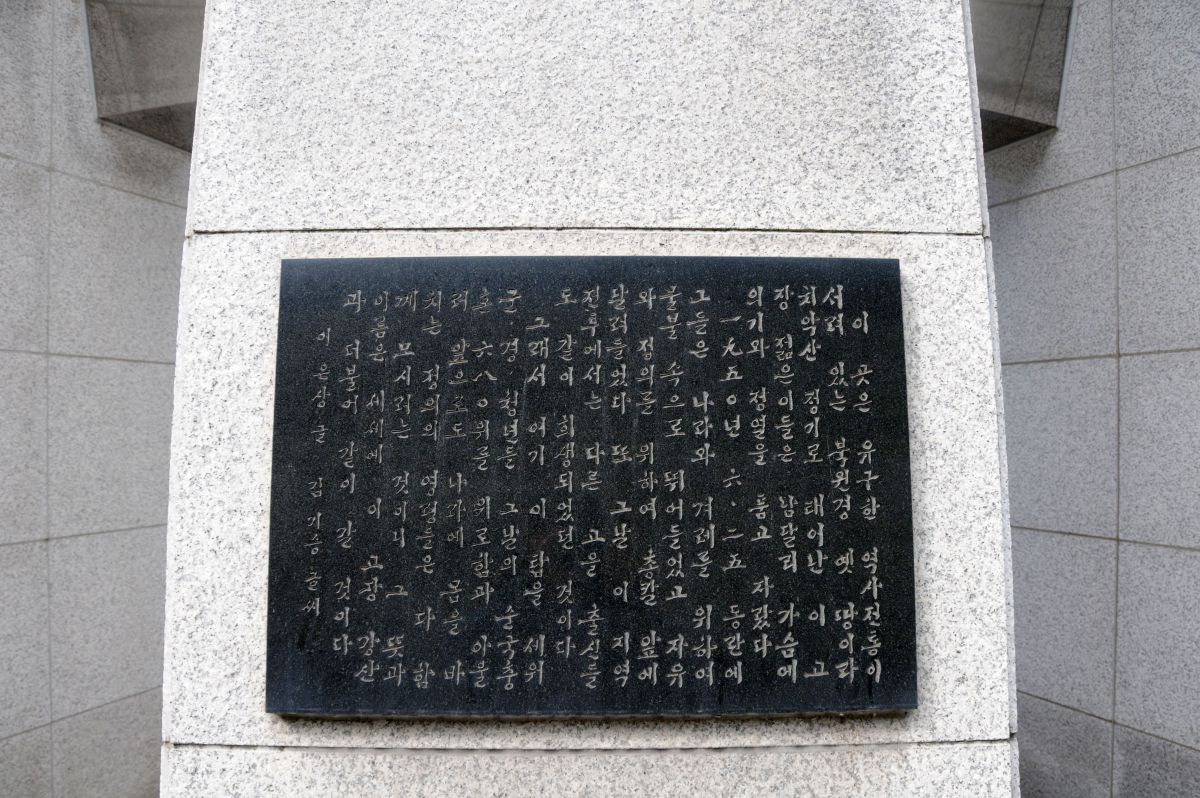 이 곳은 유구한 역사전통이
서려 있는 북원경 옛 땅이라
치악산 정기로 태어난 이 고
장 젊은이들은 남달리 가슴에
의기와 정열을 품고 자랐다
一九五○년 六·二五 동란에
그들은 나라와 겨레를 위하여
불불 속으로 뛰어들었고 자유
와 정의를 위하여 총칼 앞에
달려들었다 또 그날 이 지역
전투에서는 다른 고을 출신들
도 같이 희생되었던 것이다
그래서 여기 이 탑을 세워
군·경·청년들 그날의 순국충
혼 六八○위를 위로함과 아울
러 앞으로도 나라에 몸을 바
치는 정의의 영령들은 다 함
께 모시려는 것이니 그 뜻과
이름은 세세에 이 고장 강산
과 더불어 같이 갈 것이다
이은상 글 김기승 글씨